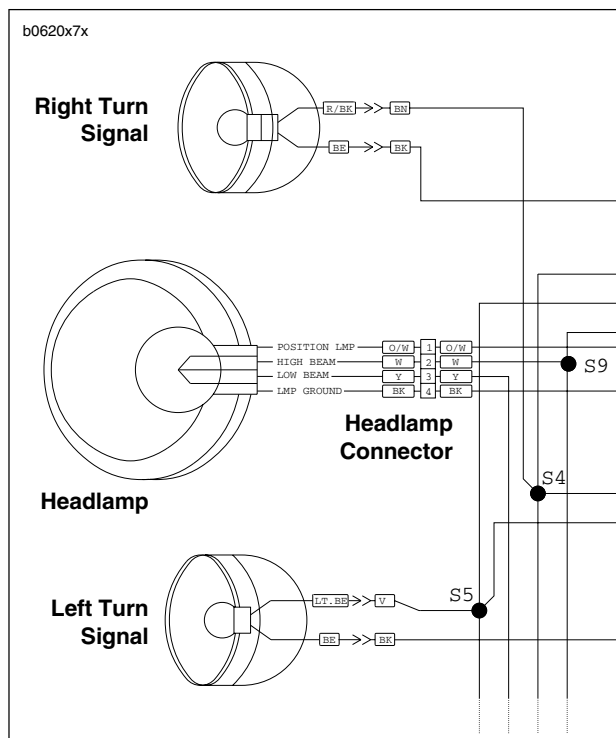 b0620x7x
Right Turn
Signal
R/BK BN
BE BK
POSITION LMP O/W 1 O/W
HIGH BEAM W 2 W
LOW BEAM Y 3 Y
LMP GROUND BK 4 BK
S9
Headlamp
Connector
Headlamp
S4
Left Turn
Signal
LT.BE V
S5
BE BK